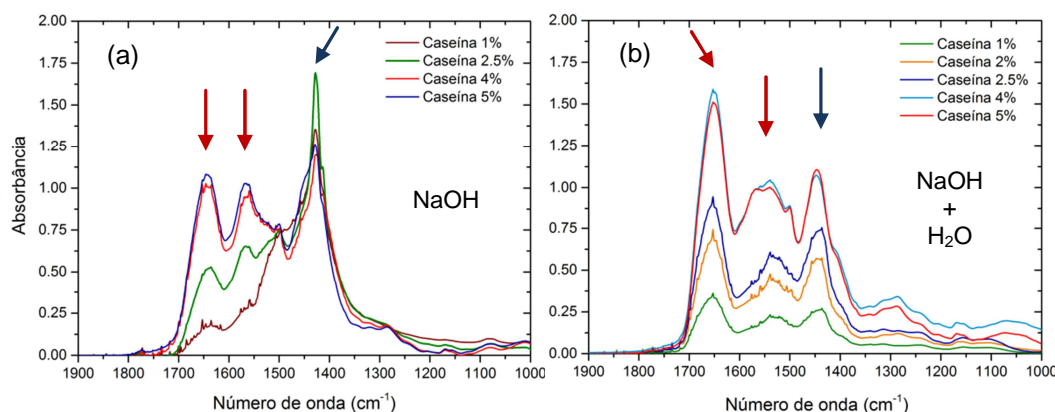 (a)
Caseína 1%
Caseína 2.5%
Caseína 4%
Caseína 5%
NaOH
Absorbância
2.00
1.75
1.50
1.25
1.00
0.75
0.50
0.25
0.00
1900 1800 1700 1600 1500 1400 1300 1200 1100 1000
Número de onda (cm⁻¹)
(b)
Caseína 1%
Caseína 2%
Caseína 2.5%
Caseína 4%
Caseína 5%
NaOH
+
H₂O
2.00
1.75
1.50
1.25
1.00
0.75
0.50
0.25
0.00
1900 1800 1700 1600 1500 1400 1300 1200 1100 1000
Número de onda (cm⁻¹)